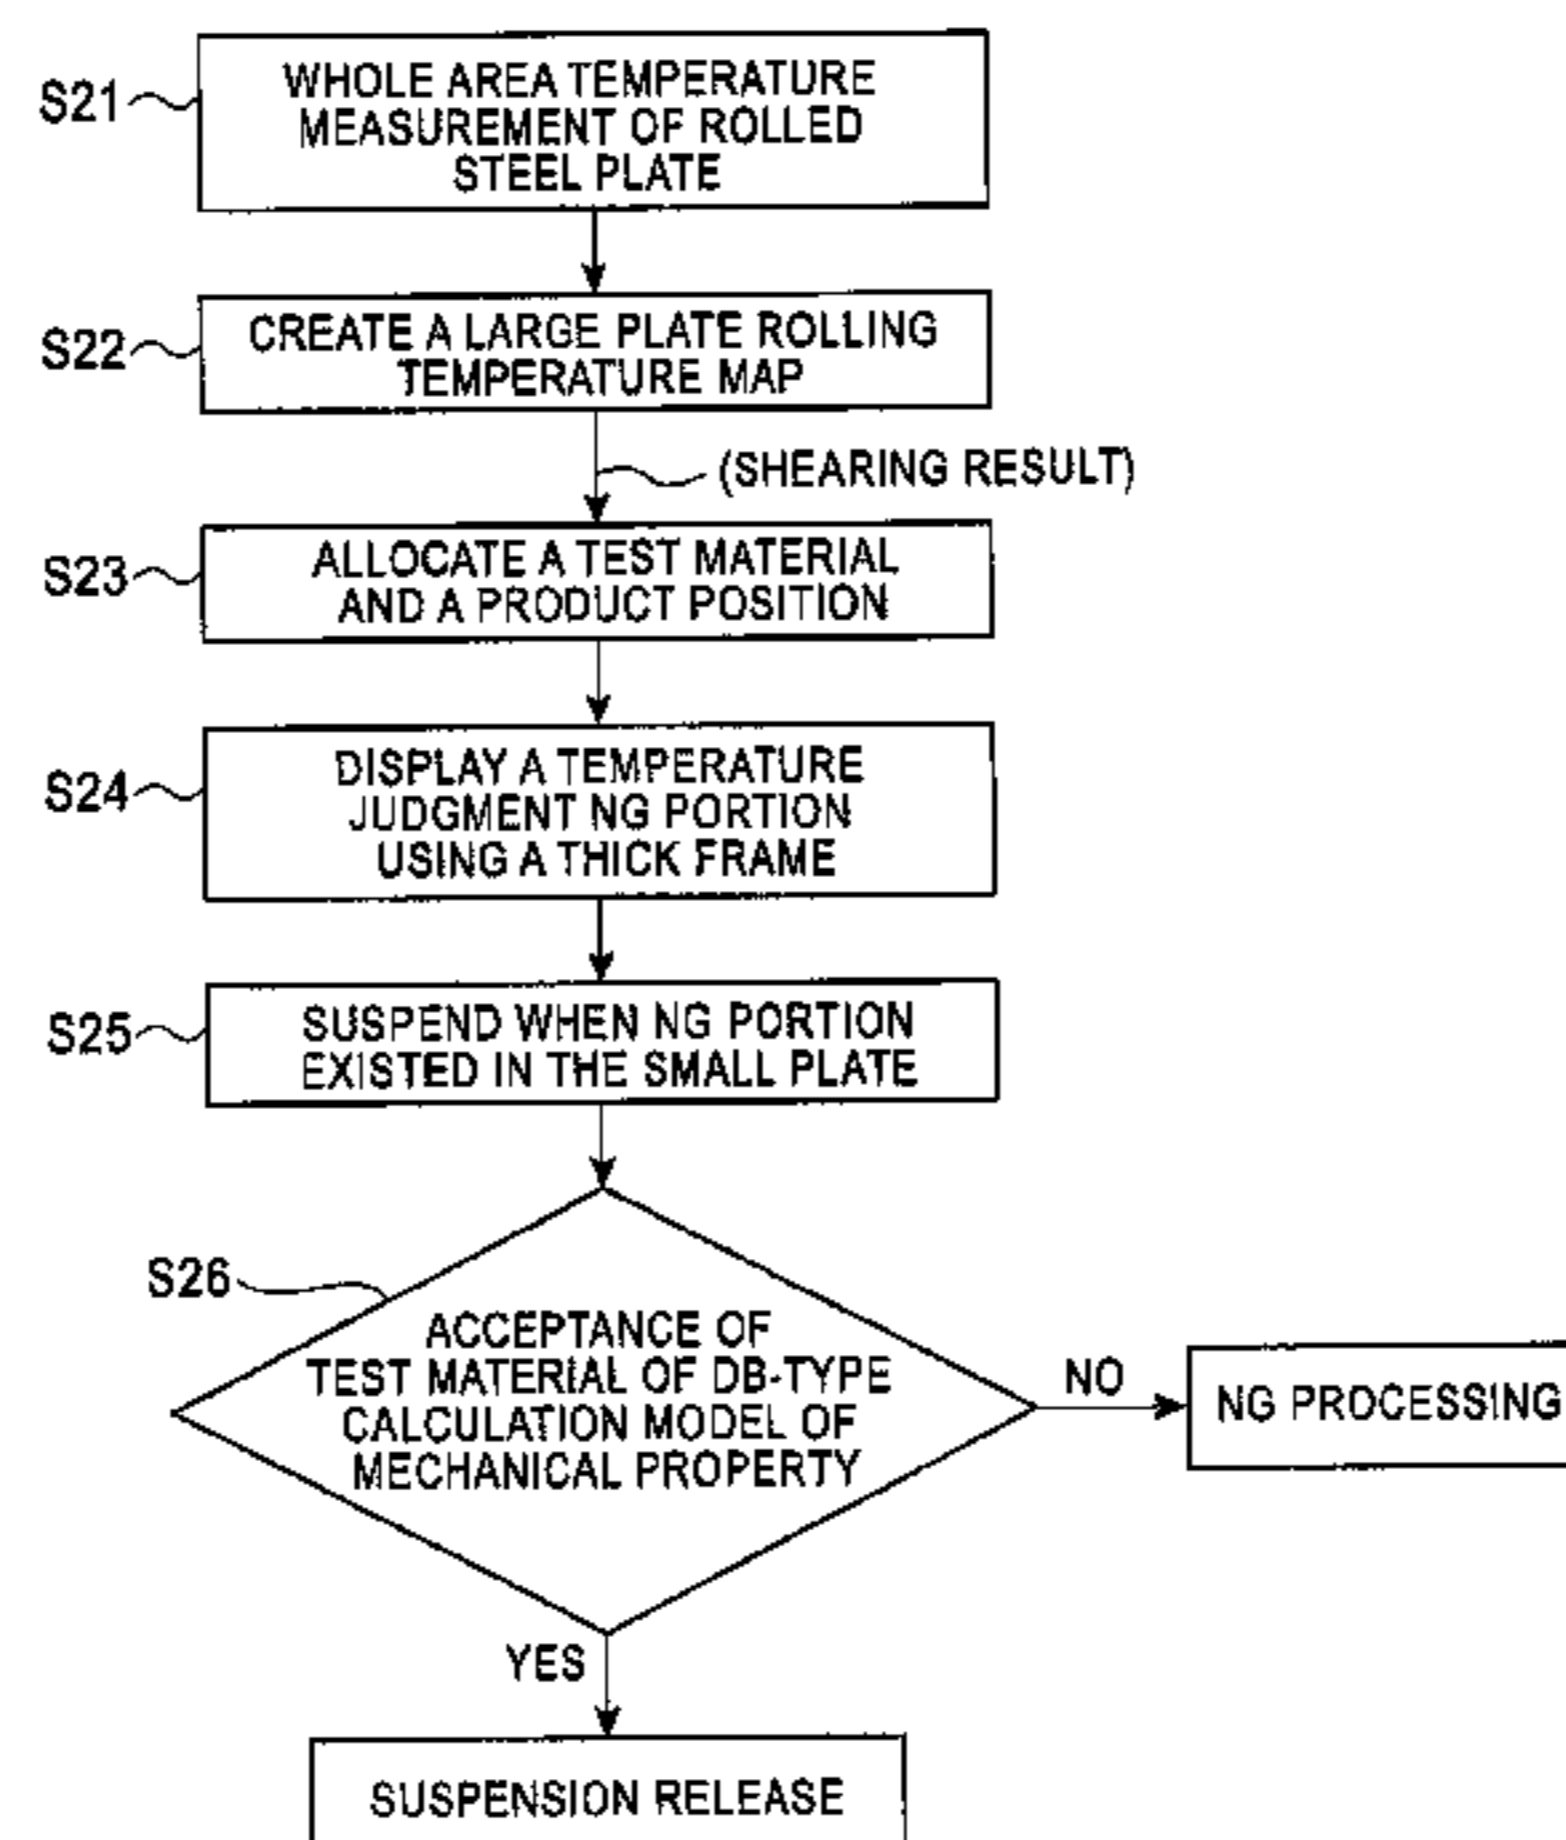 S21
WHOLE AREA TEMPERATURE
MEASUREMENT OF ROLLED
STEEL PLATE
S22
CREATE A LARGE PLATE ROLLING
TEMPERATURE MAP
(SHEARING RESULT)
S23
ALLOCATE A TEST MATERIAL
AND A PRODUCT POSITION
S24
DISPLAY A TEMPERATURE
JUDGMENT NG PORTION
USING A THICK FRAME
S25
SUSPEND WHEN NG PORTION
EXISTED IN THE SMALL PLATE
S26
ACCEPTANCE OF
TEST MATERIAL OF DB-TYPE
CALCULATION MODEL OF
MECHANICAL PROPERTY
NO
NG PROCESSING
YES
SUSPENSION RELEASE